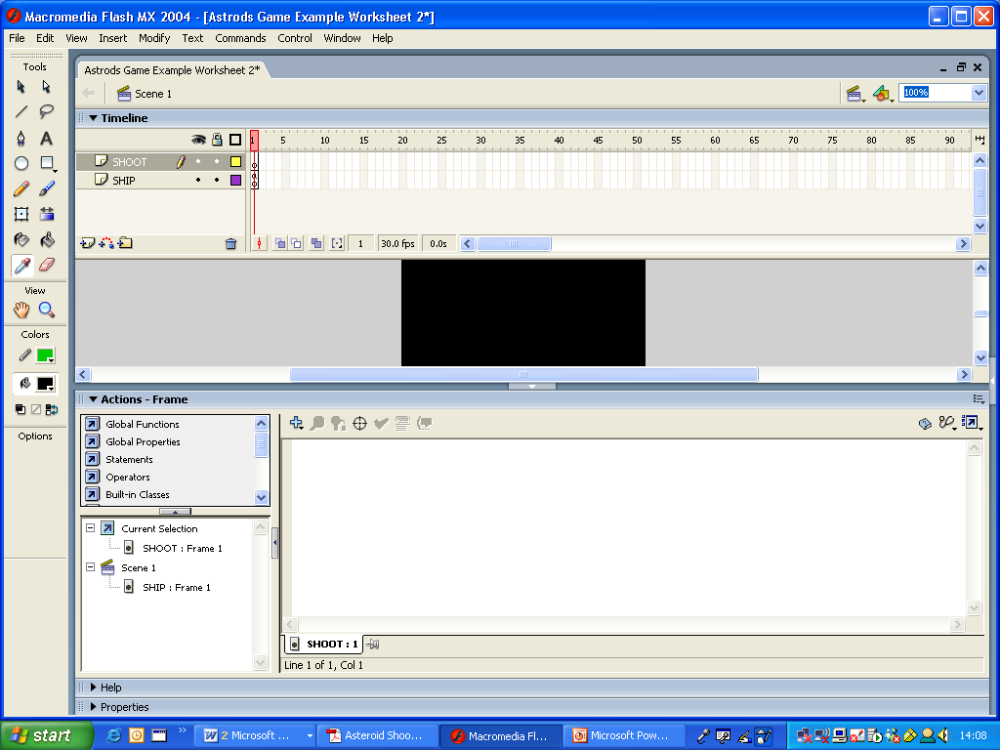 Macromedia Flash MX 2004 - [Astrods Game Example Worksheet 2*]
File Edit View Insert Modify Text Commands Control Window Help
Tools
View
Colors
Options
Astrods Game Example Worksheet 2*
Scene 1
100%
Timeline
1 5 10 15 20 25 30 35 40 45 50 55 60 65 70 75 80 85 90
SHOOT
SHIP
1 30.0 fps 0.0s
Actions - Frame
Global Functions
Global Properties
Statements
Operators
Built-in Classes
Current Selection
SHOOT : Frame 1
Scene 1
SHIP : Frame 1
SHOOT : 1
Line 1 of 1, Col 1
Help
Properties
start
2 Microsoft ...
Asteroid Shoo...
Macromedia Fl...
Microsoft Pow...
14:08